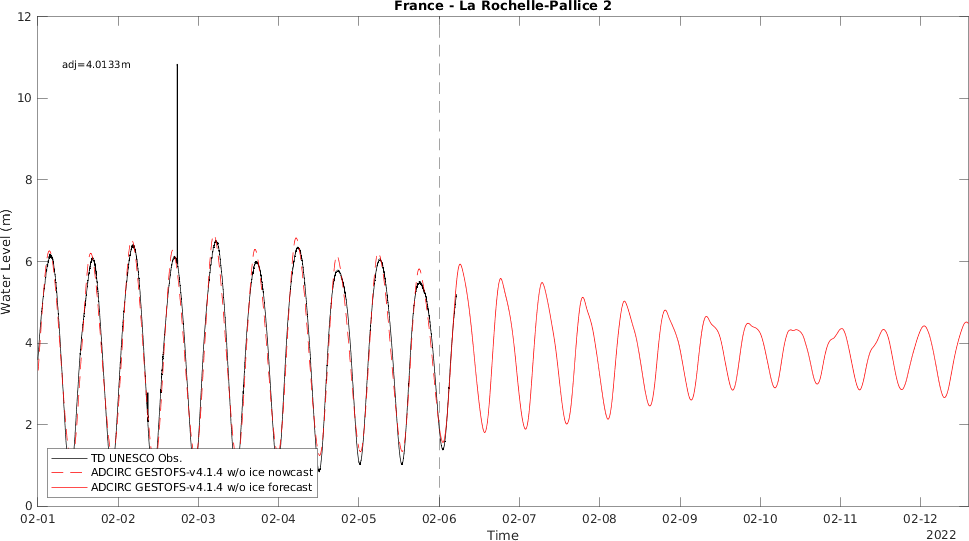 France - La Rochelle-Pallice 2
12
adj=4.0133m
10
8
6
4
2
0
Water Level (m)
TD UNESCO Obs.
ADCIRC GESTOFS-v4.1.4 w/o ice nowcast
ADCIRC GESTOFS-v4.1.4 w/o ice forecast
02-01 02-02 02-03 02-04 02-05 02-06 02-07 02-08 02-09 02-10 02-11 02-12
Time
2022